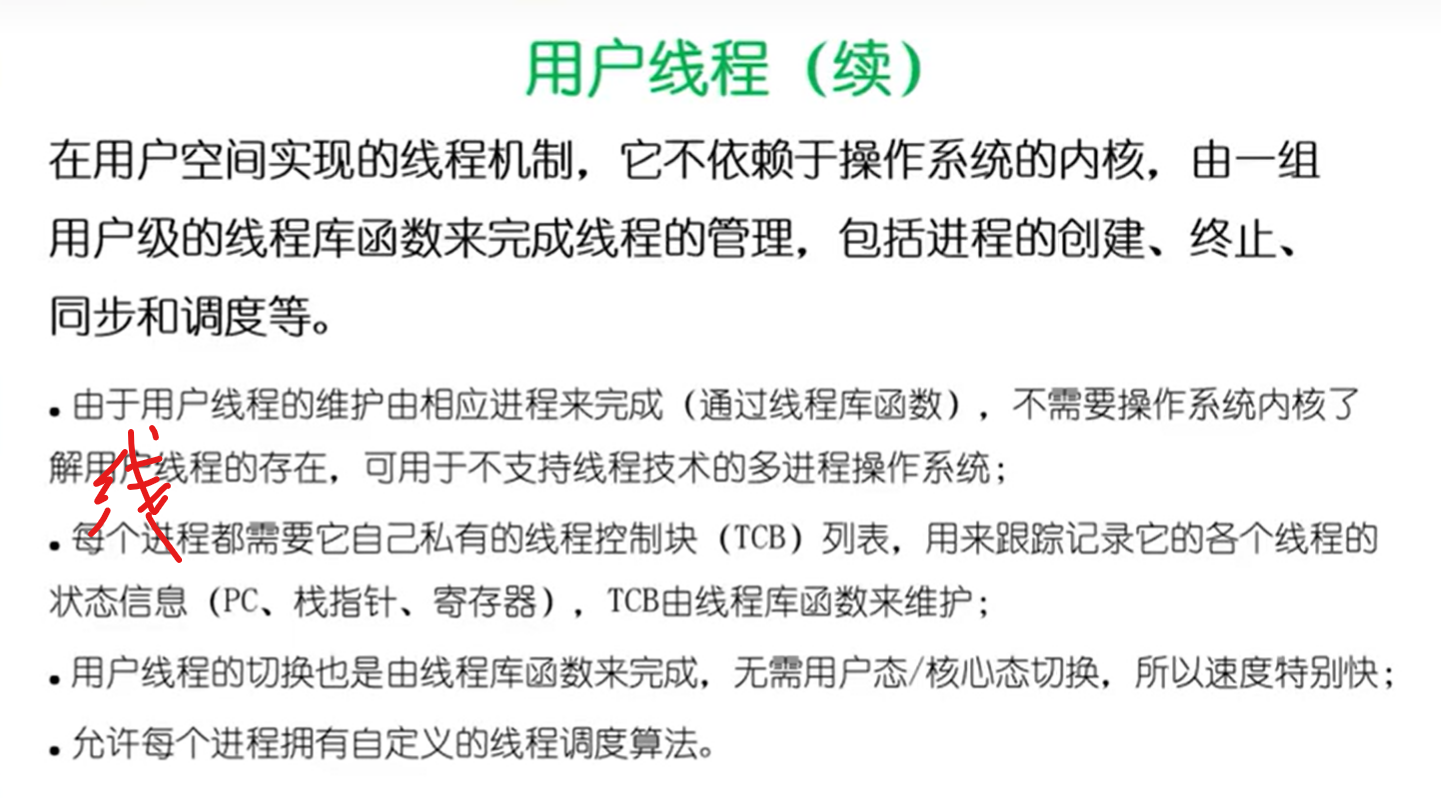 用户线程（续）
在用户空间实现的线程机制，它不依赖于操作系统的内核，由一组
用户级的线程库函数来完成线程的管理，包括进程的创建、终止、
同步和调度等。
• 由于用户线程的维护由相应进程来完成（通过线程库函数），不需要操作系统内核了
解用户线程的存在，可用于不支持线程技术的多进程操作系统；
线
• 每个进程都需要它自己私有的线程控制块（TCB）列表，用来跟踪记录它的各个线程的
状态信息（PC、栈指针、寄存器），TCB由线程库函数来维护；
• 用户线程的切换也是由线程库函数来完成，无需用户态/核心态切换，所以速度特别快；
• 允许每个进程拥有自定义的线程调度算法。